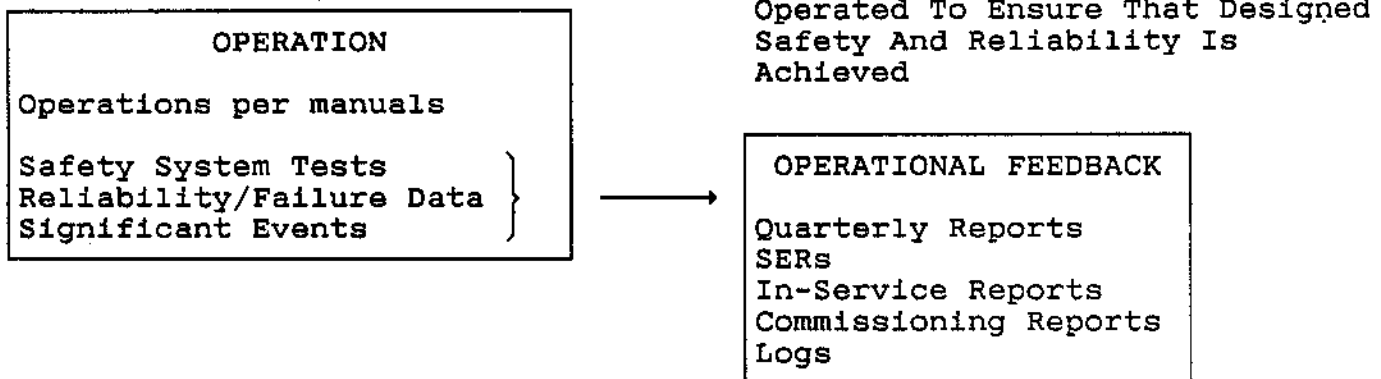 OPERATION
Operations per manuals
Safety System Tests
Reliability/Failure Data
Significant Events
Operated To Ensure That Designed
Safety And Reliability Is
Achieved
OPERATIONAL FEEDBACK
Quarterly Reports
SERs
In-Service Reports
Commissioning Reports
Logs